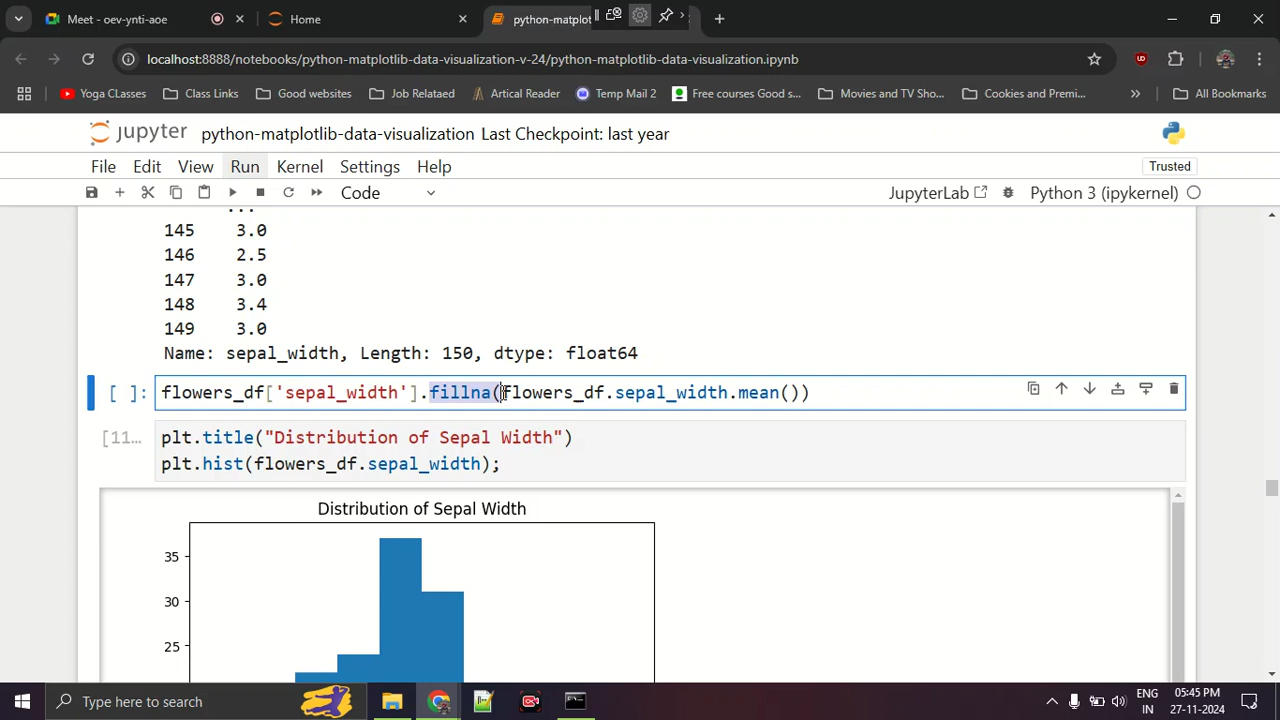 Meet - oev-ynti-aoe
Home
python-matplotl
localhost:8888/notebooks/python-matplotlib-data-visualization-v-24/python-matplotlib-data-visualization.ipynb
Yoga CLasses
Class Links
Good websites
Job Relataed
Artical Reader
Temp Mail 2
Free courses Good s...
Movies and TV Sho...
Cookies and Premi...
All Bookmarks
jupyter python-matplotlib-data-visualization Last Checkpoint: last year
File Edit View Run Kernel Settings Help
Trusted
Code
JupyterLab
Python 3 (ipykernel)
...
145 3.0
146 2.5
147 3.0
148 3.4
149 3.0
Name: sepal_width, Length: 150, dtype: float64
[ ]: flowers_df['sepal_width'].fillna(flowers_df.sepal_width.mean())
[11... plt.title("Distribution of Sepal Width")
plt.hist(flowers_df.sepal_width);
Distribution of Sepal Width
35
30
25
Type here to search
ENG
IN
05:45 PM
27-11-2024